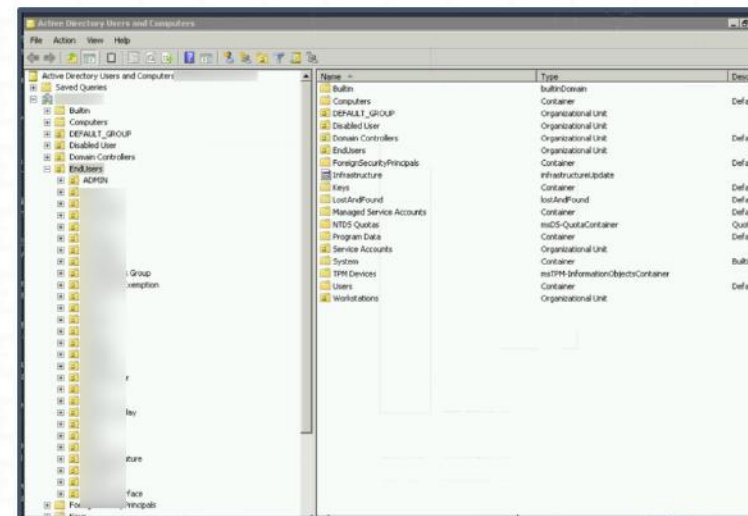 Active Directory Users and Computers
File Action View Help
Active Directory Users and Computers
Saved Queries
Builtin
Computers
DEFAULT_GROUP
Disabled User
Domain Controllers
EndUsers
ADMIN
s Group
xemption
r
lay
ature
rface
Name Type Desc
Builtin builtinDomain
Computers Container Defa
DEFAULT_GROUP Organizational Unit
Disabled User Organizational Unit
Domain Controllers Organizational Unit Defa
EndUsers Organizational Unit
ForeignSecurityPrincipals Container Defa
Infrastructure infrastructureUpdate
Keys Container Defa
LostAndFound lostAndFound Defa
Managed Service Accounts Container Defa
NTDS Quotas msDS-QuotaContainer Quot
Program Data Container Defa
Service Accounts Organizational Unit
System Container Built
TPM Devices msTPM-InformationObjectsContainer
Users Container Defa
Workstations Organizational Unit